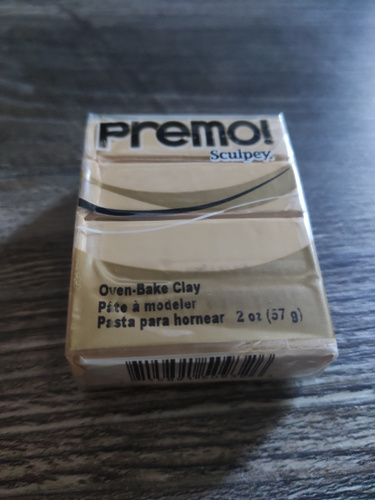 PREMO!
Sculpey
Oven-Bake Clay
Pâte à modeler
Pasta para hornear 2 oz (57 g)